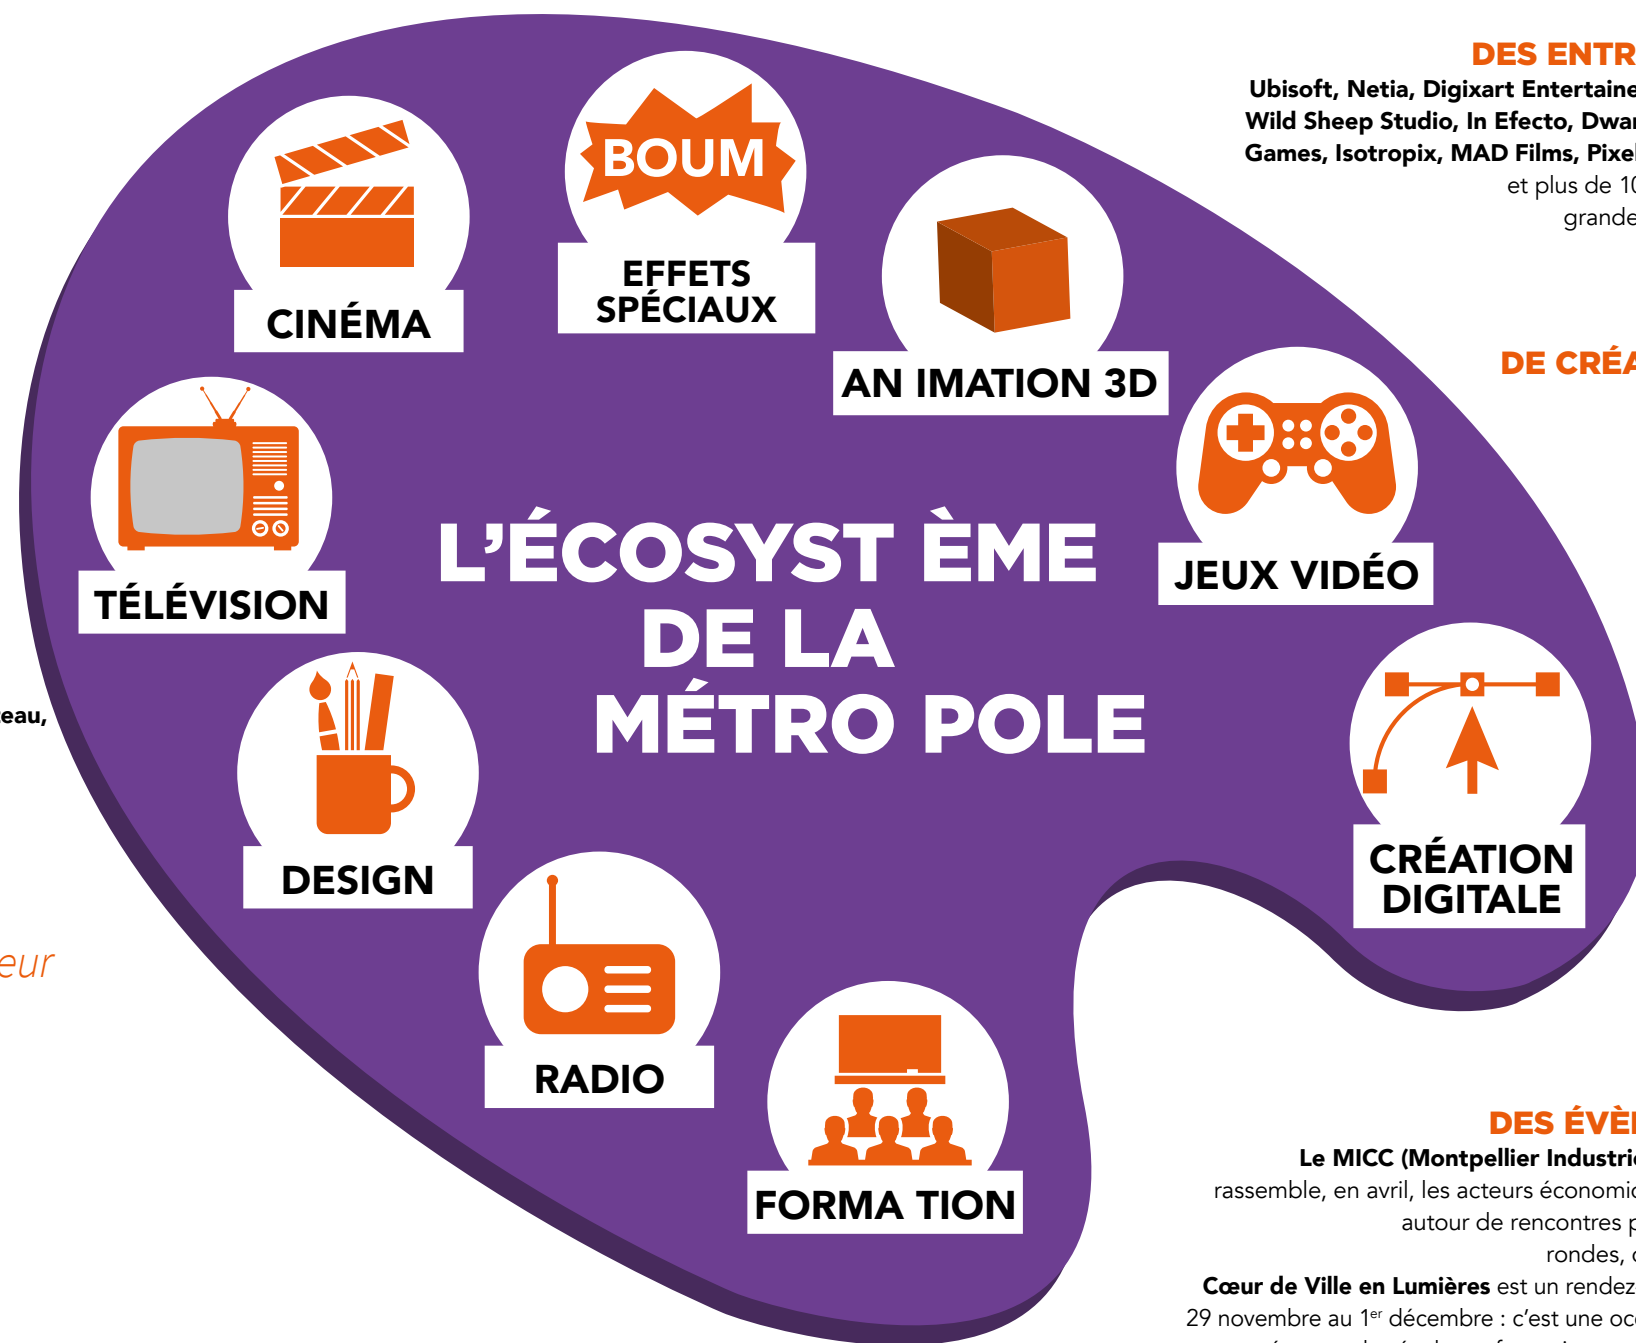 BOUM
CINÉMA
EFFETS
SPÉCIAUX
AN IMATION 3D
TÉLÉVISION
JEUX VIDÉO
L’ÉCOSYST ÈME
DE LA
MÉTRO POLE
DESIGN
CRÉATION
DIGITALE
RADIO
FORMA TION
DES ENTR
Ubisoft, Netia, Digixart Entertaine
Wild Sheep Studio, In Efecto, Dwar
Games, Isotropix, MAD Films, Pixel
et plus de 10
grande
DE CRÉA
eau,
eur
DES ÉVÈ
Le MICC (Montpellier Industrie
rassemble, en avril, les acteurs économic
autour de rencontres p
rondes,
Cœur de Ville en Lumières est un rendez
29 novembre au 1er décembre : c’est une occ